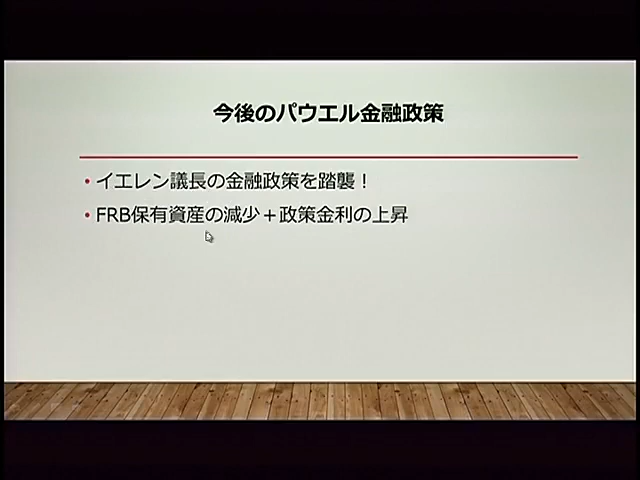 今後のパウエル金融政策
・イエレン議長の金融政策を踏襲！
・FRB保有資産の減少＋政策金利の上昇